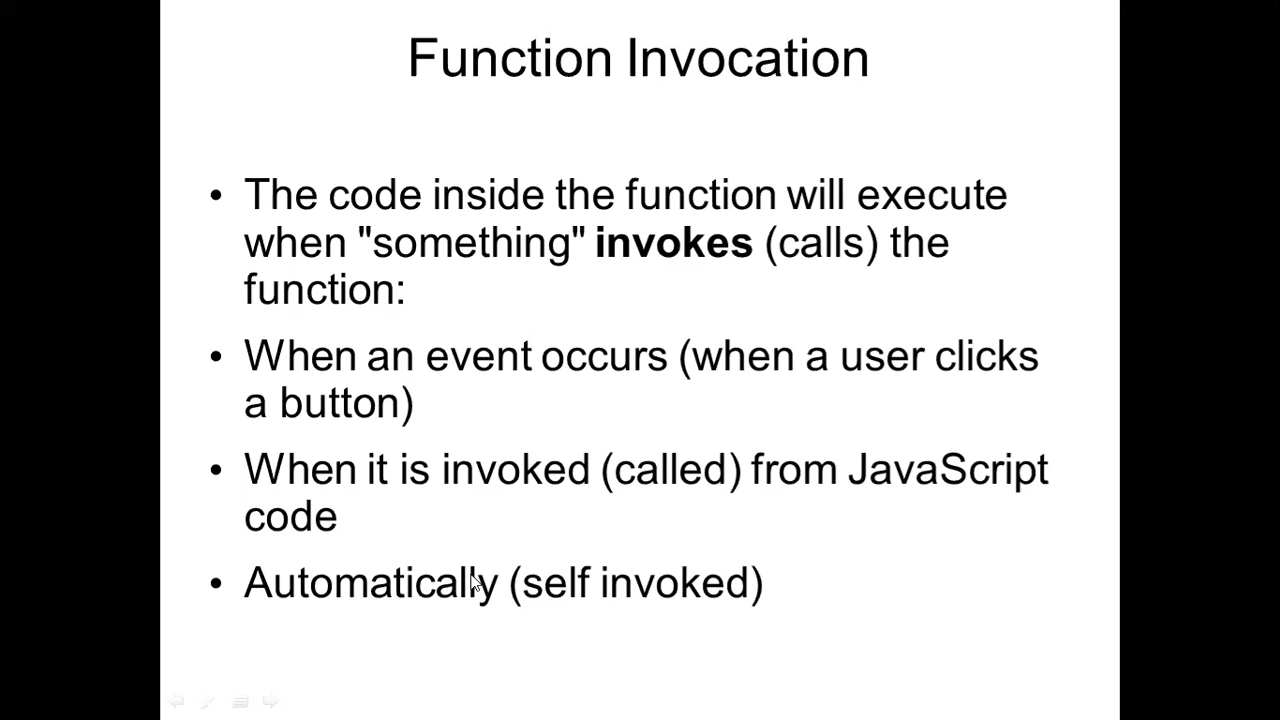 Function Invocation
• The code inside the function will execute
when "something" invokes (calls) the
function:
• When an event occurs (when a user clicks
a button)
• When it is invoked (called) from JavaScript
code
• Automatically (self invoked)